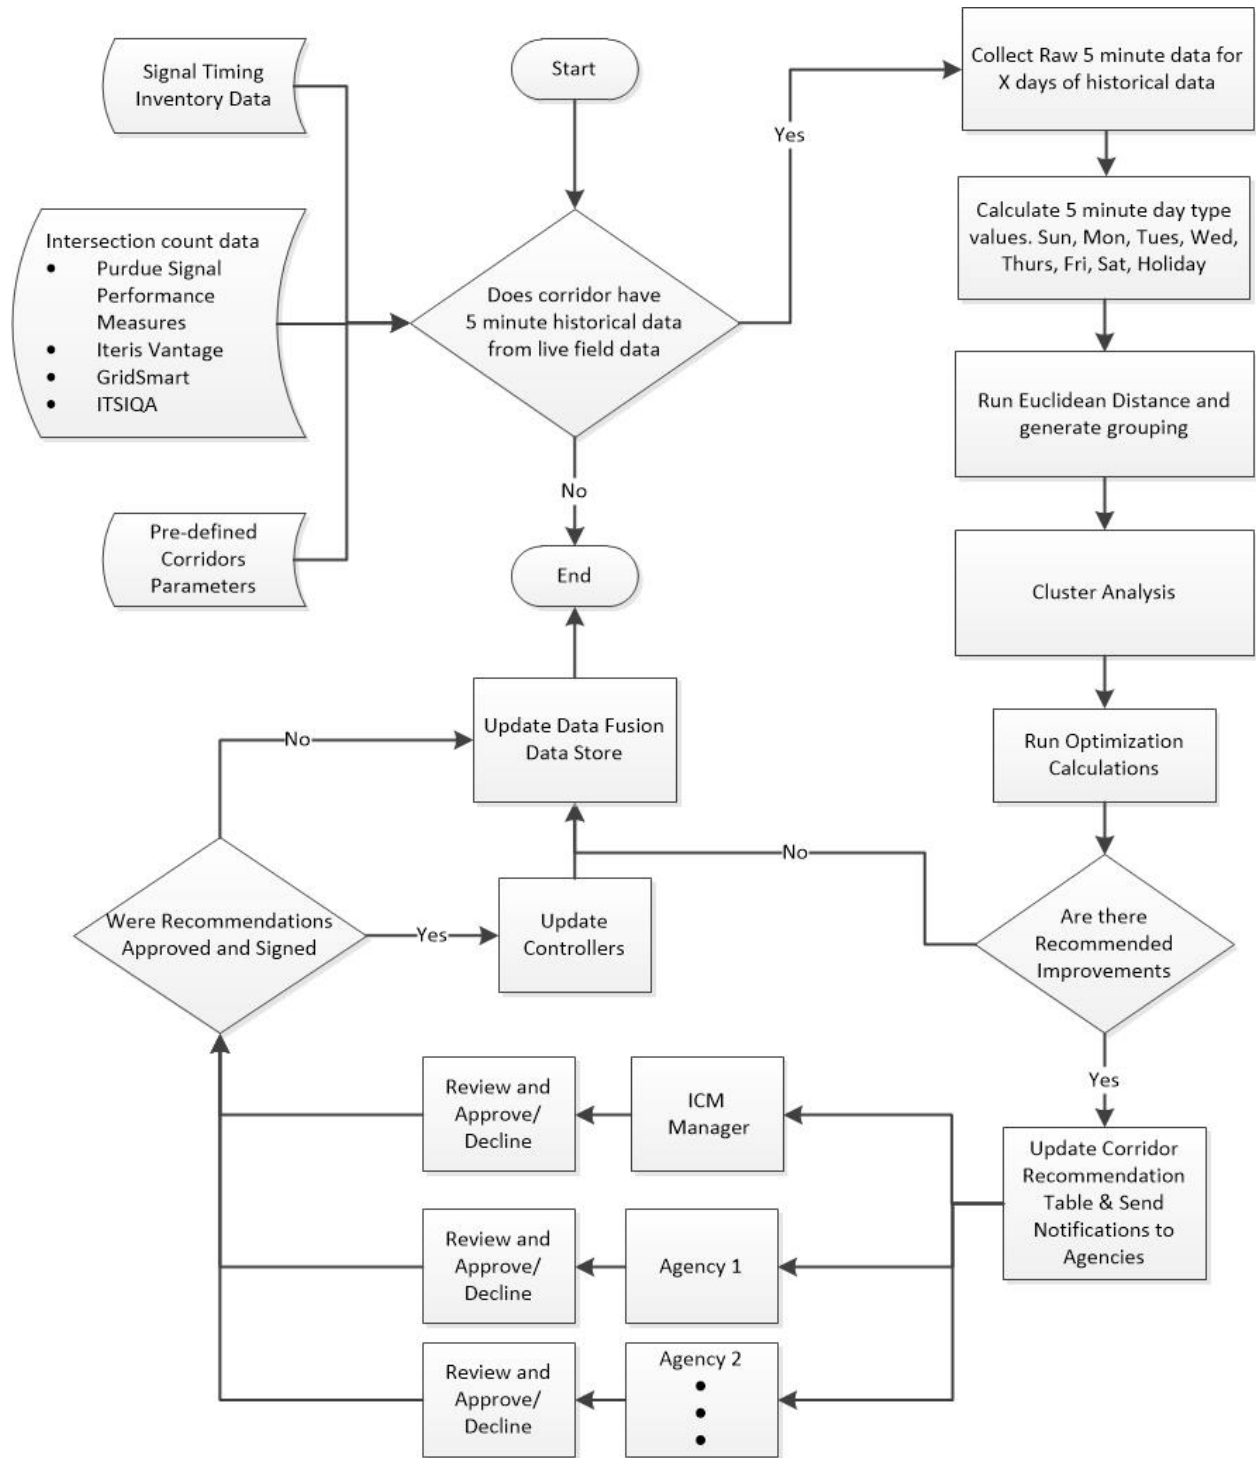 Signal Timing
Inventory Data
Start
Collect Raw 5 minute data for
X days of historical data
Yes
Intersection count data
• Purdue Signal
Performance
Measures
• Iteris Vantage
• GridSmart
• ITSIQA
Does corridor have
5 minute historical data
from live field data
Calculate 5 minute day type
values. Sun, Mon, Tues, Wed,
Thurs, Fri, Sat, Holiday
Run Euclidean Distance and
generate grouping
No
Pre-defined
Corridors
Parameters
End
Cluster Analysis
Update Data Fusion
Data Store
No
Run Optimization
Calculations
No
Were Recommendations
Approved and Signed
Yes
Update
Controllers
Are there
Recommended
Improvements
Yes
Review and
Approve/
Decline
ICM
Manager
Update Corridor
Recommendation
Table & Send
Notifications to
Agencies
Review and
Approve/
Decline
Agency 1
Review and
Approve/
Decline
Agency 2
•
•
•